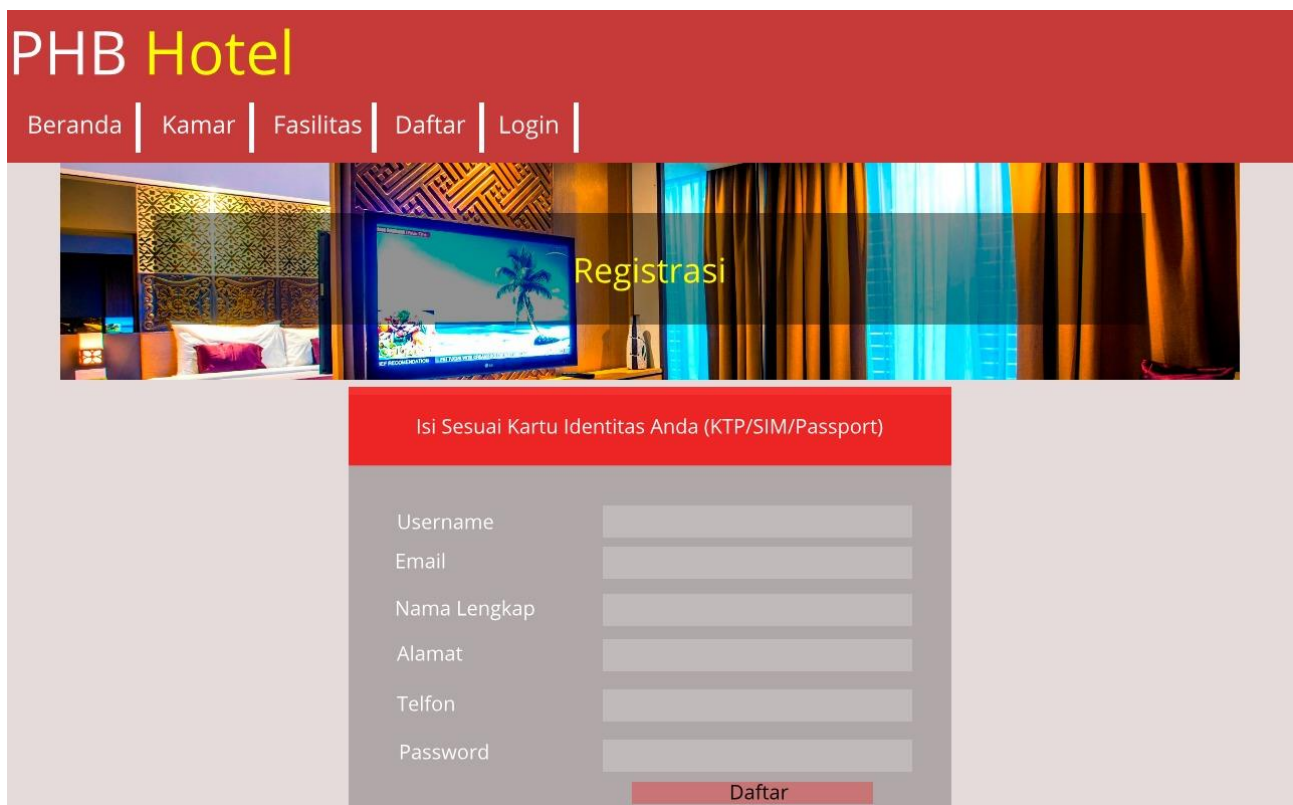 PHB Hotel
Beranda Kamar Fasilitas Daftar Login
Registrasi
Isi Sesuai Kartu Identitas Anda (KTP/SIM/Passport)
Username
Email
Nama Lengkap
Alamat
Telfon
Password
Daftar